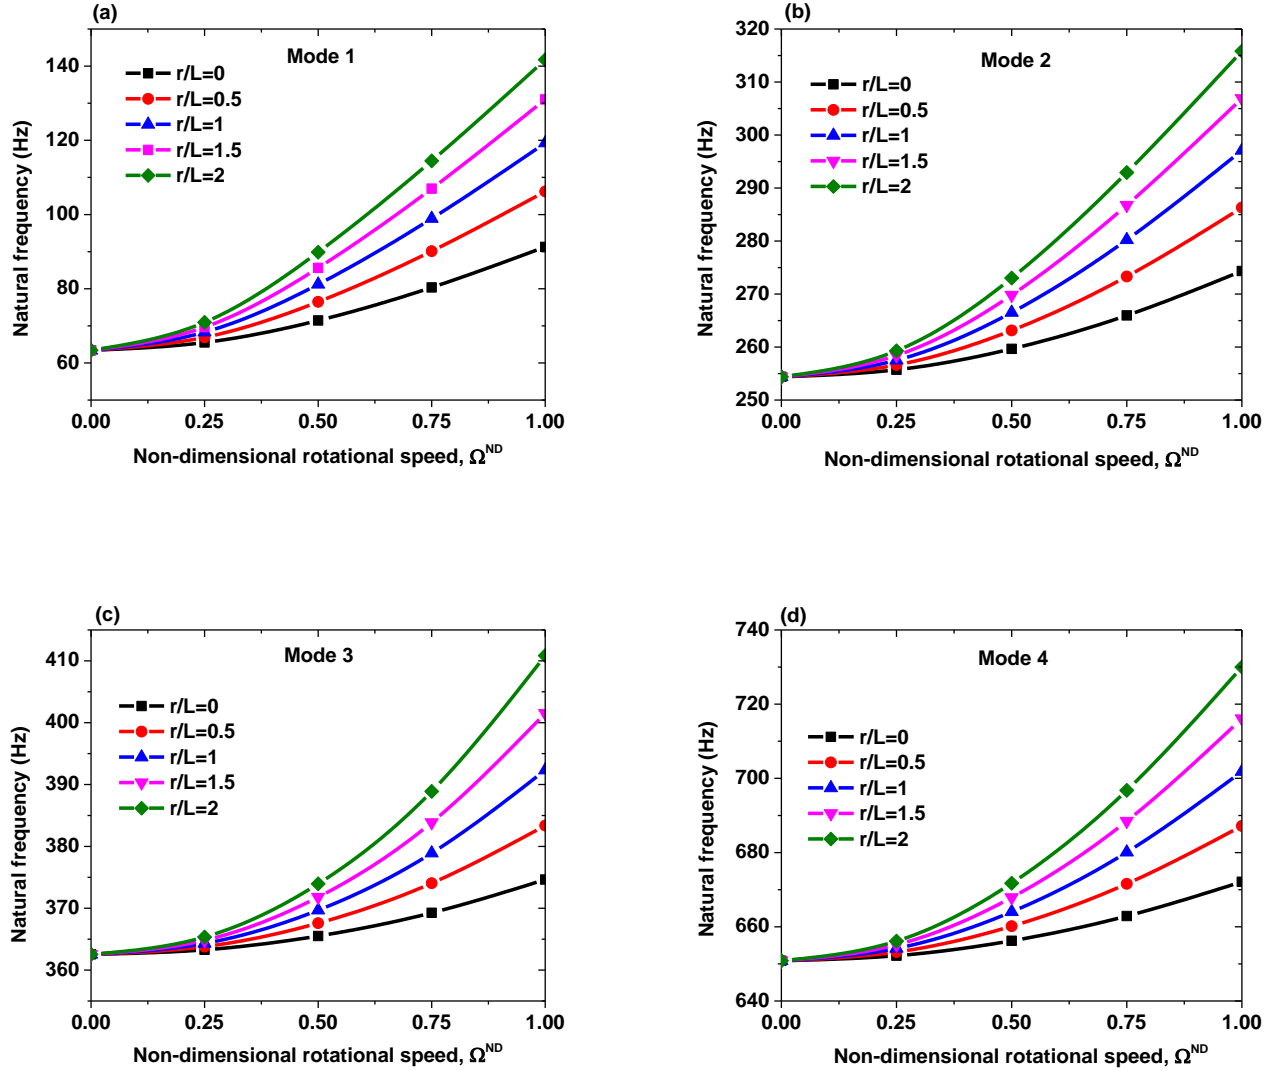 (a)
Mode 1
r/L=0
r/L=0.5
r/L=1
r/L=1.5
r/L=2
140
120
100
80
60
0.00 0.25 0.50 0.75 1.00
Natural frequency (Hz)
Non-dimensional rotational speed, Ω^ND
(b)
Mode 2
r/L=0
r/L=0.5
r/L=1
r/L=1.5
r/L=2
320
310
300
290
280
270
260
250
0.00 0.25 0.50 0.75 1.00
Natural frequency (Hz)
Non-dimensional rotational speed, Ω^ND
(c)
Mode 3
r/L=0
r/L=0.5
r/L=1
r/L=1.5
r/L=2
410
400
390
380
370
360
0.00 0.25 0.50 0.75 1.00
Natural frequency (Hz)
Non-dimensional rotational speed, Ω^ND
(d)
Mode 4
r/L=0
r/L=0.5
r/L=1
r/L=1.5
r/L=2
740
720
700
680
660
640
0.00 0.25 0.50 0.75 1.00
Natural frequency (Hz)
Non-dimensional rotational speed, Ω^ND